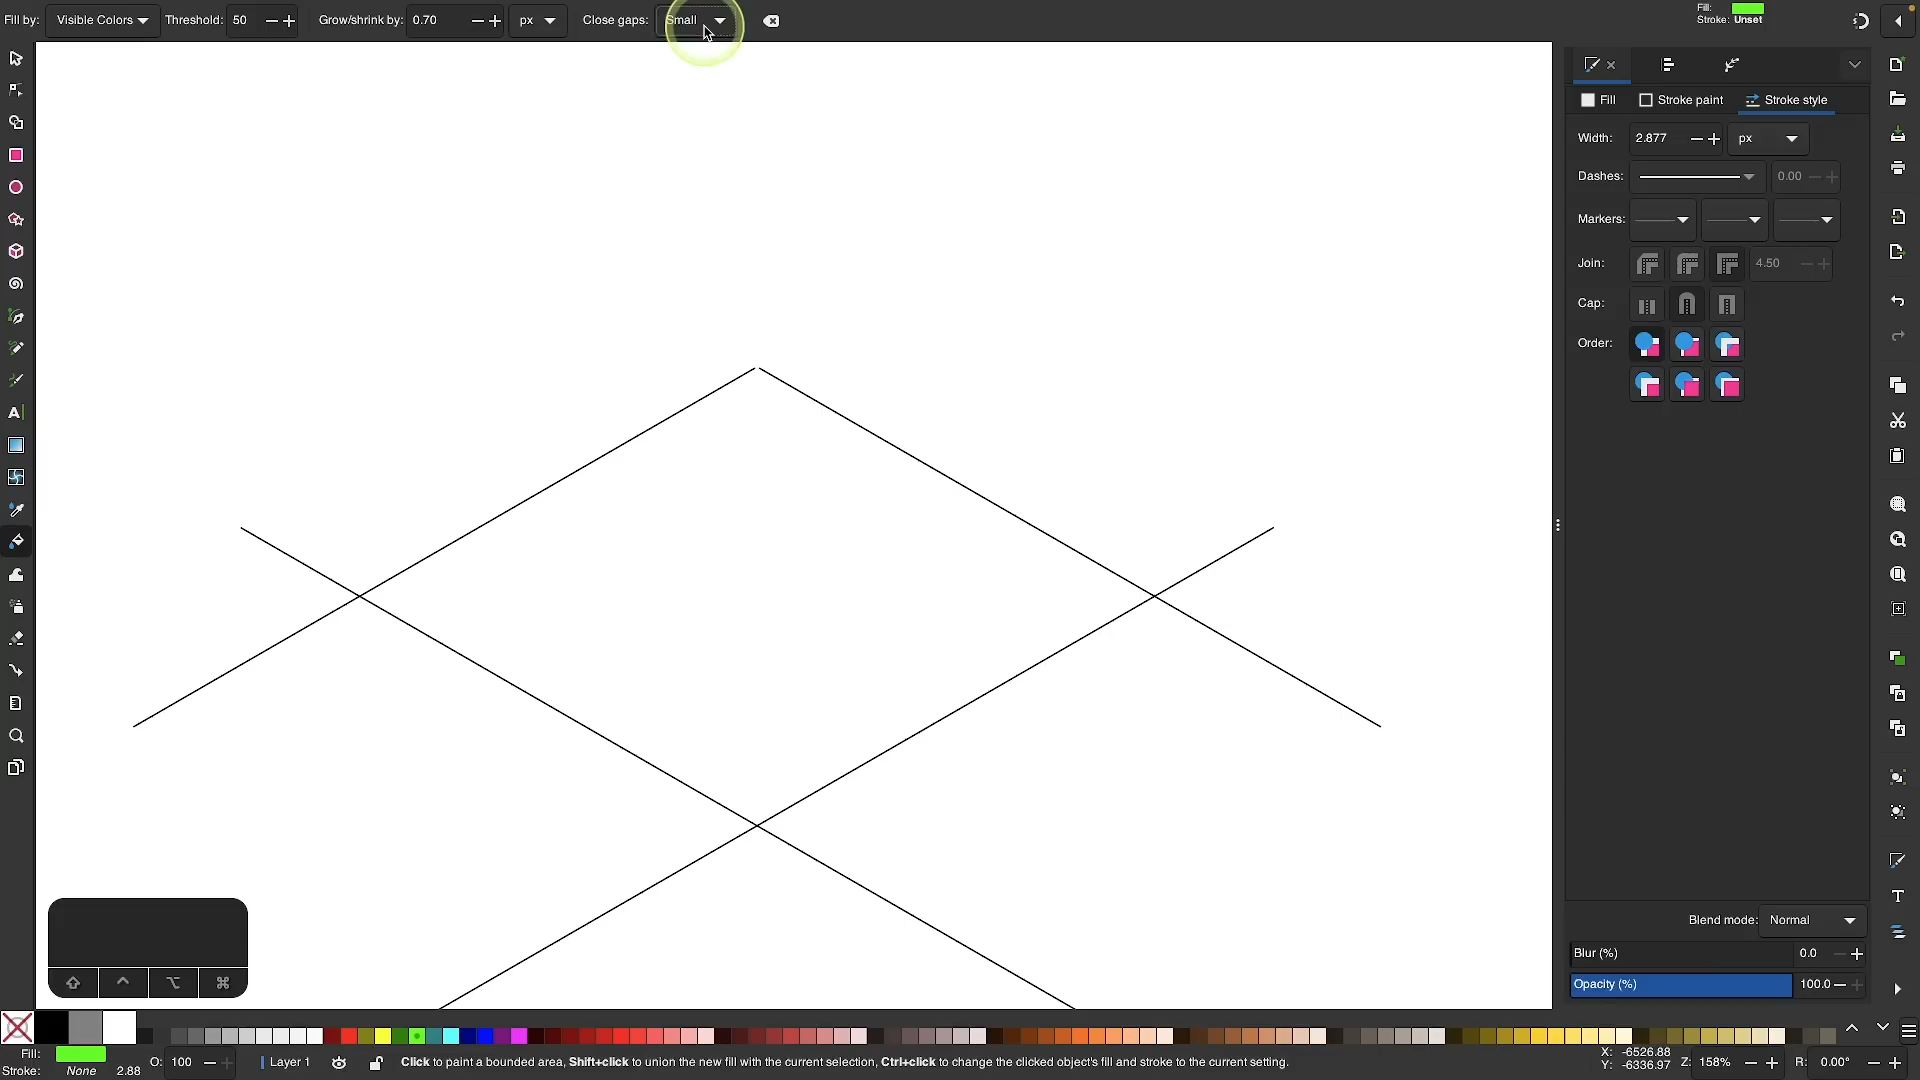 Fill by: Visible Colors Threshold: 50 Grow/shrink by: 0.70 px Close gaps: Small
Fill:
Stroke: Unset
Fill Stroke paint Stroke style
Width: 2.877 px
Dashes: 0.00
Markers:
Join: 4.50
Cap:
Order:
Blend mode: Normal
Blur (%) 0.0
Opacity (%) 100.0
Fill:
Stroke: None 2.88
O: 100
Layer 1
Click to paint a bounded area, Shift+click to union the new fill with the current selection, Ctrl+click to change the clicked object's fill and stroke to the current setting.
X: -6526.88
Y: -6336.97
Z: 158%
R: 0.00°